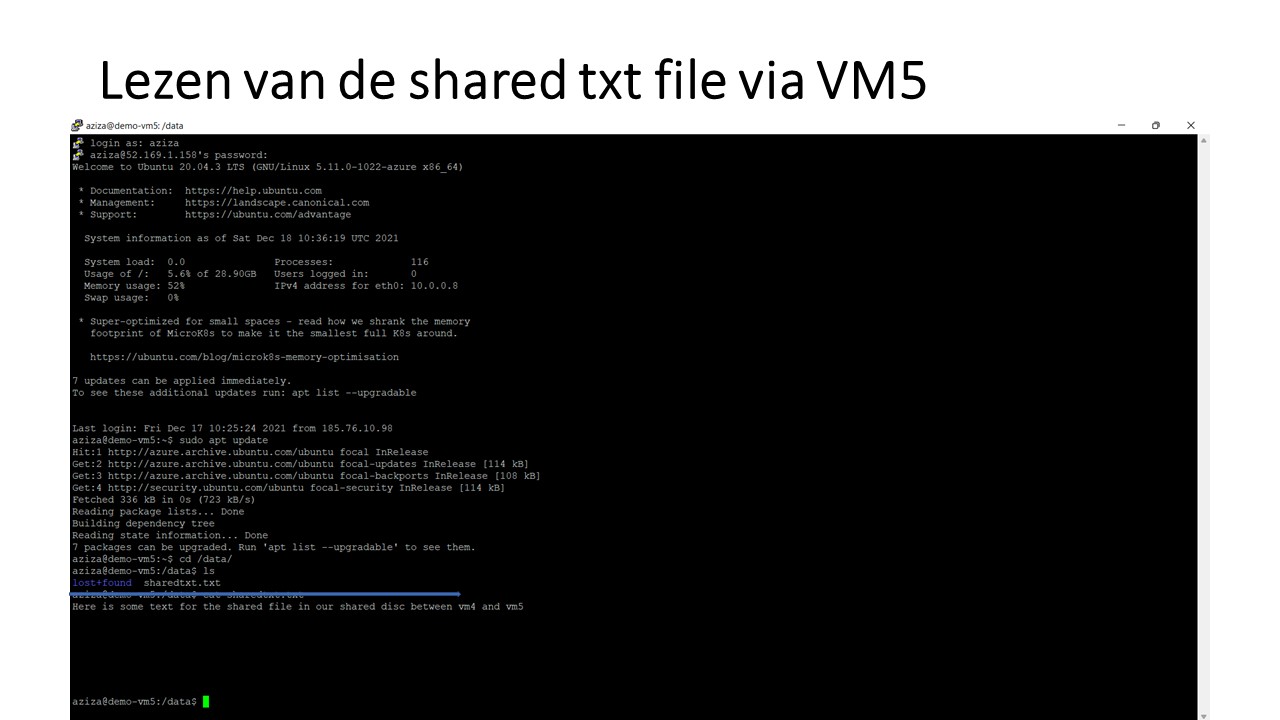 Lezen van de shared txt file via VM5
aziza@demo-vm5: /data
login as: aziza
aziza@52.169.1.158's password:
Welcome to Ubuntu 20.04.3 LTS (GNU/Linux 5.11.0-1022-azure x86_64)
* Documentation: https://help.ubuntu.com
* Management: https://landscape.canonical.com
* Support: https://ubuntu.com/advantage
System information as of Sat Dec 18 10:36:19 UTC 2021
System load: 0.0 Processes: 116
Usage of /: 5.6% of 28.90GB Users logged in: 0
Memory usage: 52% IPv4 address for eth0: 10.0.0.8
Swap usage: 0%
* Super-optimized for small spaces - read how we shrank the memory
footprint of MicroK8s to make it the smallest full K8s around.
https://ubuntu.com/blog/microk8s-memory-optimisation
7 updates can be applied immediately.
To see these additional updates run: apt list --upgradable
Last login: Fri Dec 17 10:25:24 2021 from 185.76.10.98
aziza@demo-vm5:~$ sudo apt update
Hit:1 http://azure.archive.ubuntu.com/ubuntu focal InRelease
Get:2 http://azure.archive.ubuntu.com/ubuntu focal-updates InRelease [114 kB]
Get:3 http://azure.archive.ubuntu.com/ubuntu focal-backports InRelease [108 kB]
Get:4 http://security.ubuntu.com/ubuntu focal-security InRelease [114 kB]
Fetched 336 kB in 0s (723 kB/s)
Reading package lists... Done
Building dependency tree
Reading state information... Done
7 packages can be upgraded. Run 'apt list --upgradable' to see them.
aziza@demo-vm5:~$ cd /data/
aziza@demo-vm5:/data$ ls
lost+found sharedtxt.txt
aziza@demo-vm5:/data$ cat
Here is some text for the shared file in our shared disc between vm4 and vm5
aziza@demo-vm5:/data$